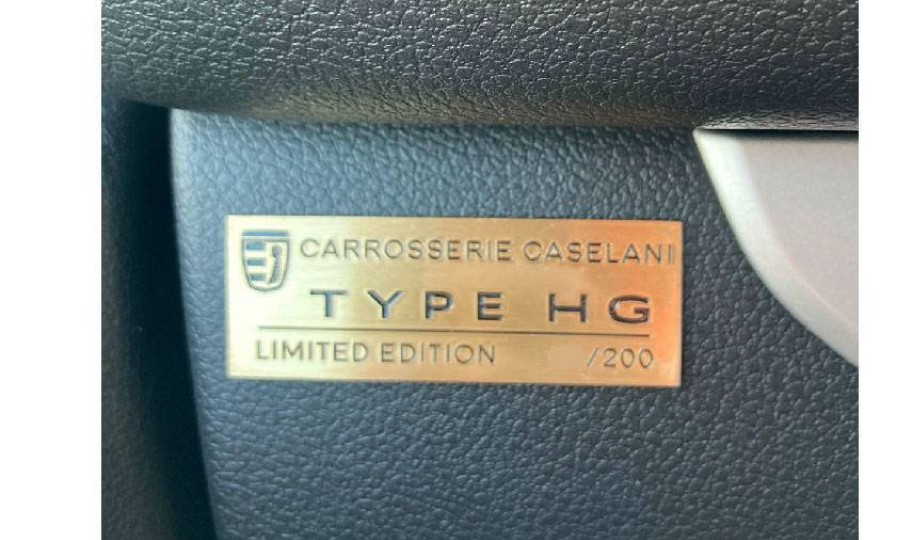 CARROSSERIE CASELANI
TYPE HG
LIMITED EDITION /200